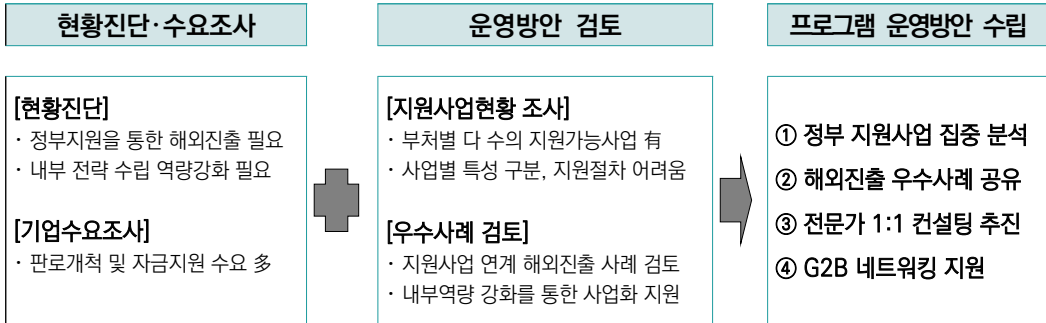 현황진단·수요조사
[현황진단]
· 정부지원을 통한 해외진출 필요
· 내부 전략 수립 역량강화 필요
[기업수요조사]
· 판로개척 및 자금지원 수요 多
운영방안 검토
[지원사업현황 조사]
· 부처별 다 수의 지원가능사업 有
· 사업별 특성 구분, 지원절차 어려움
[우수사례 검토]
· 지원사업 연계 해외진출 사례 검토
· 내부역량 강화를 통한 사업화 지원
프로그램 운영방안 수립
① 정부 지원사업 집중 분석
② 해외진출 우수사례 공유
③ 전문가 1:1 컨설팅 추진
④ G2B 네트워킹 지원